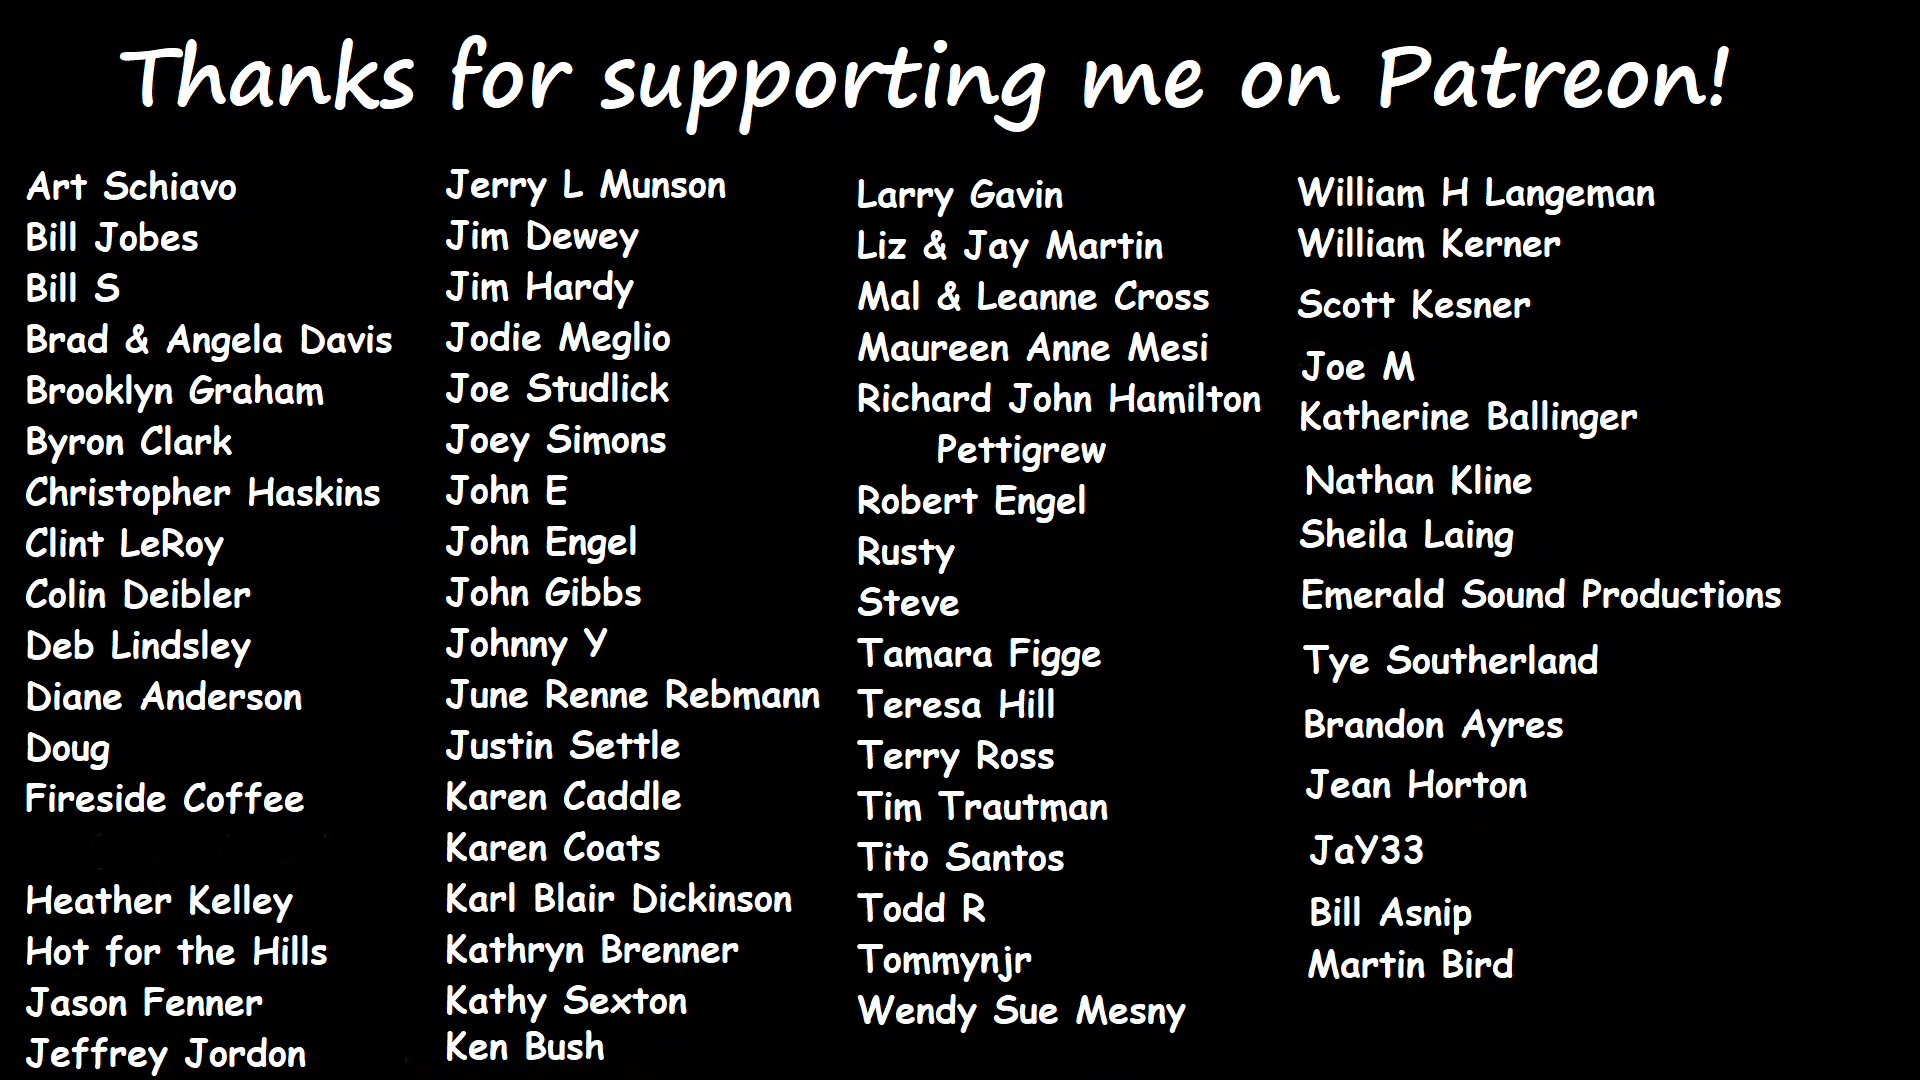 Thanks for supporting me on Patreon!
Art Schiavo
Bill Jobes
Bill S
Brad & Angela Davis
Brooklyn Graham
Byron Clark
Christopher Haskins
Clint LeRoy
Colin Deibler
Deb Lindsley
Diane Anderson
Doug
Fireside Coffee
Heather Kelley
Hot for the Hills
Jason Fenner
Jeffrey Jordon
Jerry L Munson
Jim Dewey
Jim Hardy
Jodie Meglio
Joe Studlick
Joey Simons
John E
John Engel
John Gibbs
Johnny Y
June Renne Rebmann
Justin Settle
Karen Caddle
Karen Coats
Karl Blair Dickinson
Kathryn Brenner
Kathy Sexton
Ken Bush
Larry Gavin
Liz & Jay Martin
Mal & Leanne Cross
Maureen Anne Mesi
Richard John Hamilton
Pettigrew
Robert Engel
Rusty
Steve
Tamara Figge
Teresa Hill
Terry Ross
Tim Trautman
Tito Santos
Todd R
Tommynjr
Wendy Sue Mesny
William H Langeman
William Kerner
Scott Kesner
Joe M
Katherine Ballinger
Nathan Kline
Sheila Laing
Emerald Sound Productions
Tye Southerland
Brandon Ayres
Jean Horton
JaY33
Bill Asnip
Martin Bird